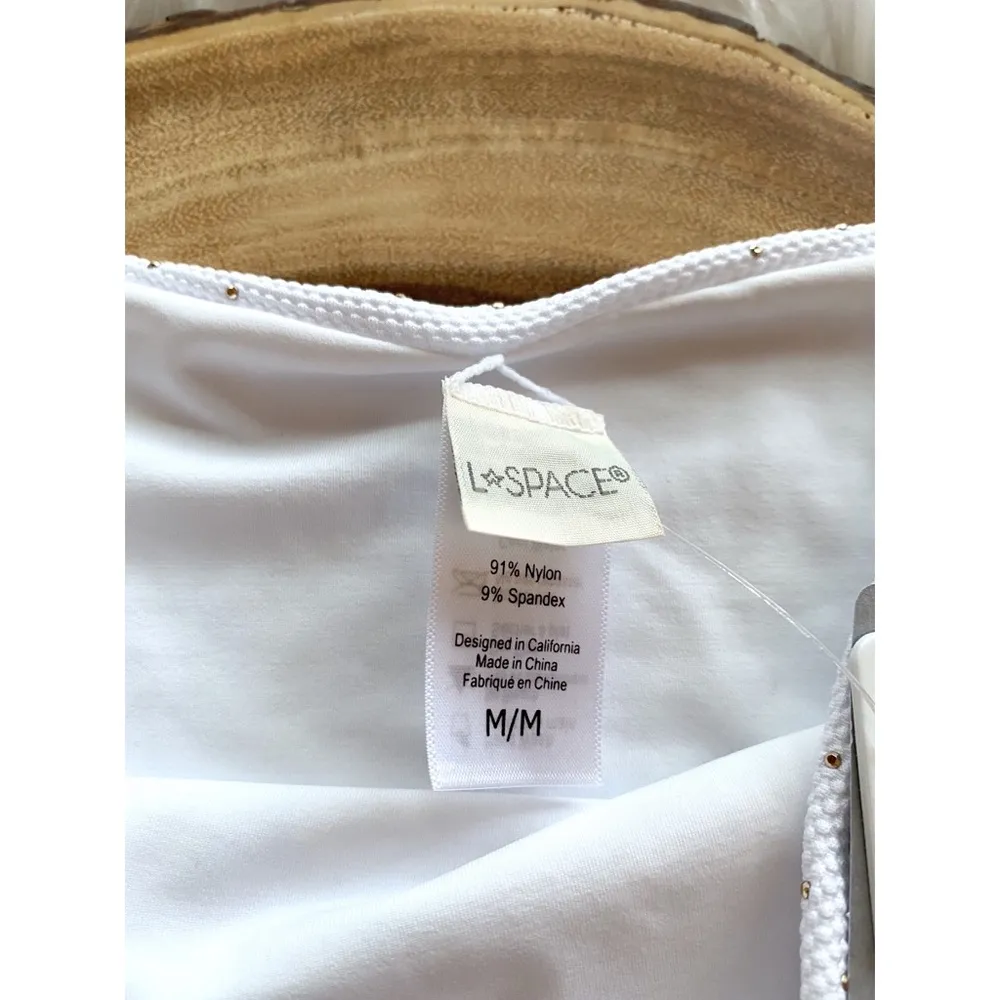 L☆SPACE®
91% Nylon
9% Spandex
Designed in California
Made in China
Fabriqué en Chine
M/M